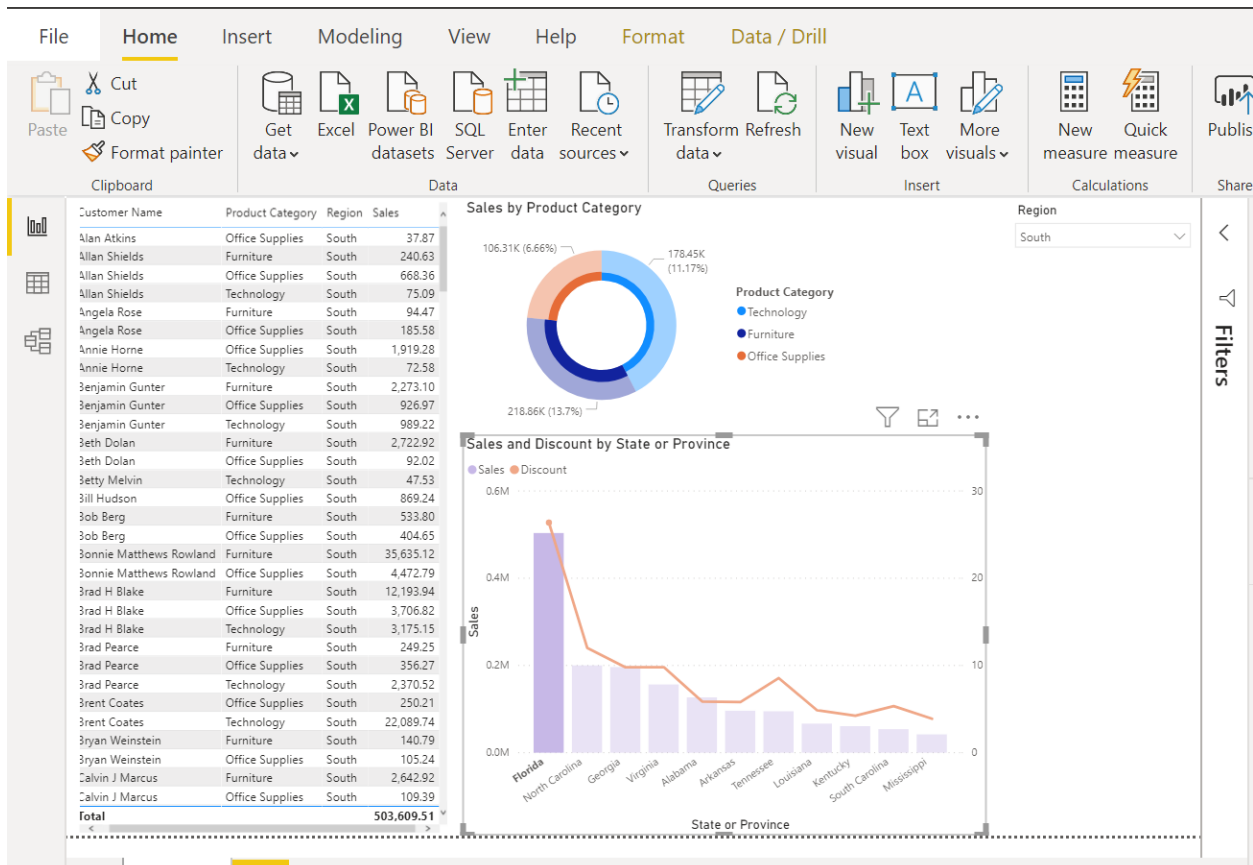 File Home Insert Modeling View Help Format Data / Drill
Paste
Cut
Copy
Format painter
Clipboard
Get data
Excel
Power BI datasets
SQL Server
Enter data
Recent sources
Data
Transform data
Refresh
Queries
New visual
Text box
A
More visuals
Insert
New measure
Quick measure
Calculations
Publis
Share
Customer Name Product Category Region Sales
Alan Atkins Office Supplies South 37.87
Allan Shields Furniture South 240.63
Allan Shields Office Supplies South 668.36
Allan Shields Technology South 75.09
Angela Rose Furniture South 94.47
Angela Rose Office Supplies South 185.58
Annie Horne Office Supplies South 1,919.28
Annie Horne Technology South 72.58
Benjamin Gunter Furniture South 2,273.10
Benjamin Gunter Office Supplies South 926.97
Benjamin Gunter Technology South 989.22
Beth Dolan Furniture South 2,722.92
Beth Dolan Office Supplies South 92.02
Betty Melvin Technology South 47.53
Bill Hudson Office Supplies South 869.24
Bob Berg Furniture South 533.80
Bob Berg Office Supplies South 404.65
Bonnie Matthews Rowland Furniture South 35,635.12
Bonnie Matthews Rowland Office Supplies South 4,472.79
Brad H Blake Furniture South 12,193.94
Brad H Blake Office Supplies South 3,706.82
Brad H Blake Technology South 3,175.15
Brad Pearce Furniture South 249.25
Brad Pearce Office Supplies South 356.27
Brad Pearce Technology South 2,370.52
Brent Coates Office Supplies South 250.21
Brent Coates Technology South 22,089.74
Bryan Weinstein Furniture South 140.79
Bryan Weinstein Office Supplies South 105.24
Calvin J Marcus Furniture South 2,642.92
Calvin J Marcus Office Supplies South 109.39
Total 503,609.51
Sales by Product Category
106.31K (6.66%)
178.45K
(11.17%)
218.86K (13.7%)
Product Category
Technology
Furniture
Office Supplies
Region
South
Filters
Sales and Discount by State or Province
Sales Discount
0.6M
0.4M
0.2M
0.0M
Sales
30
20
10
0
Florida
North Carolina
Georgia
Virginia
Alabama
Arkansas
Tennessee
Louisiana
Kentucky
South Carolina
Mississippi
State or Province